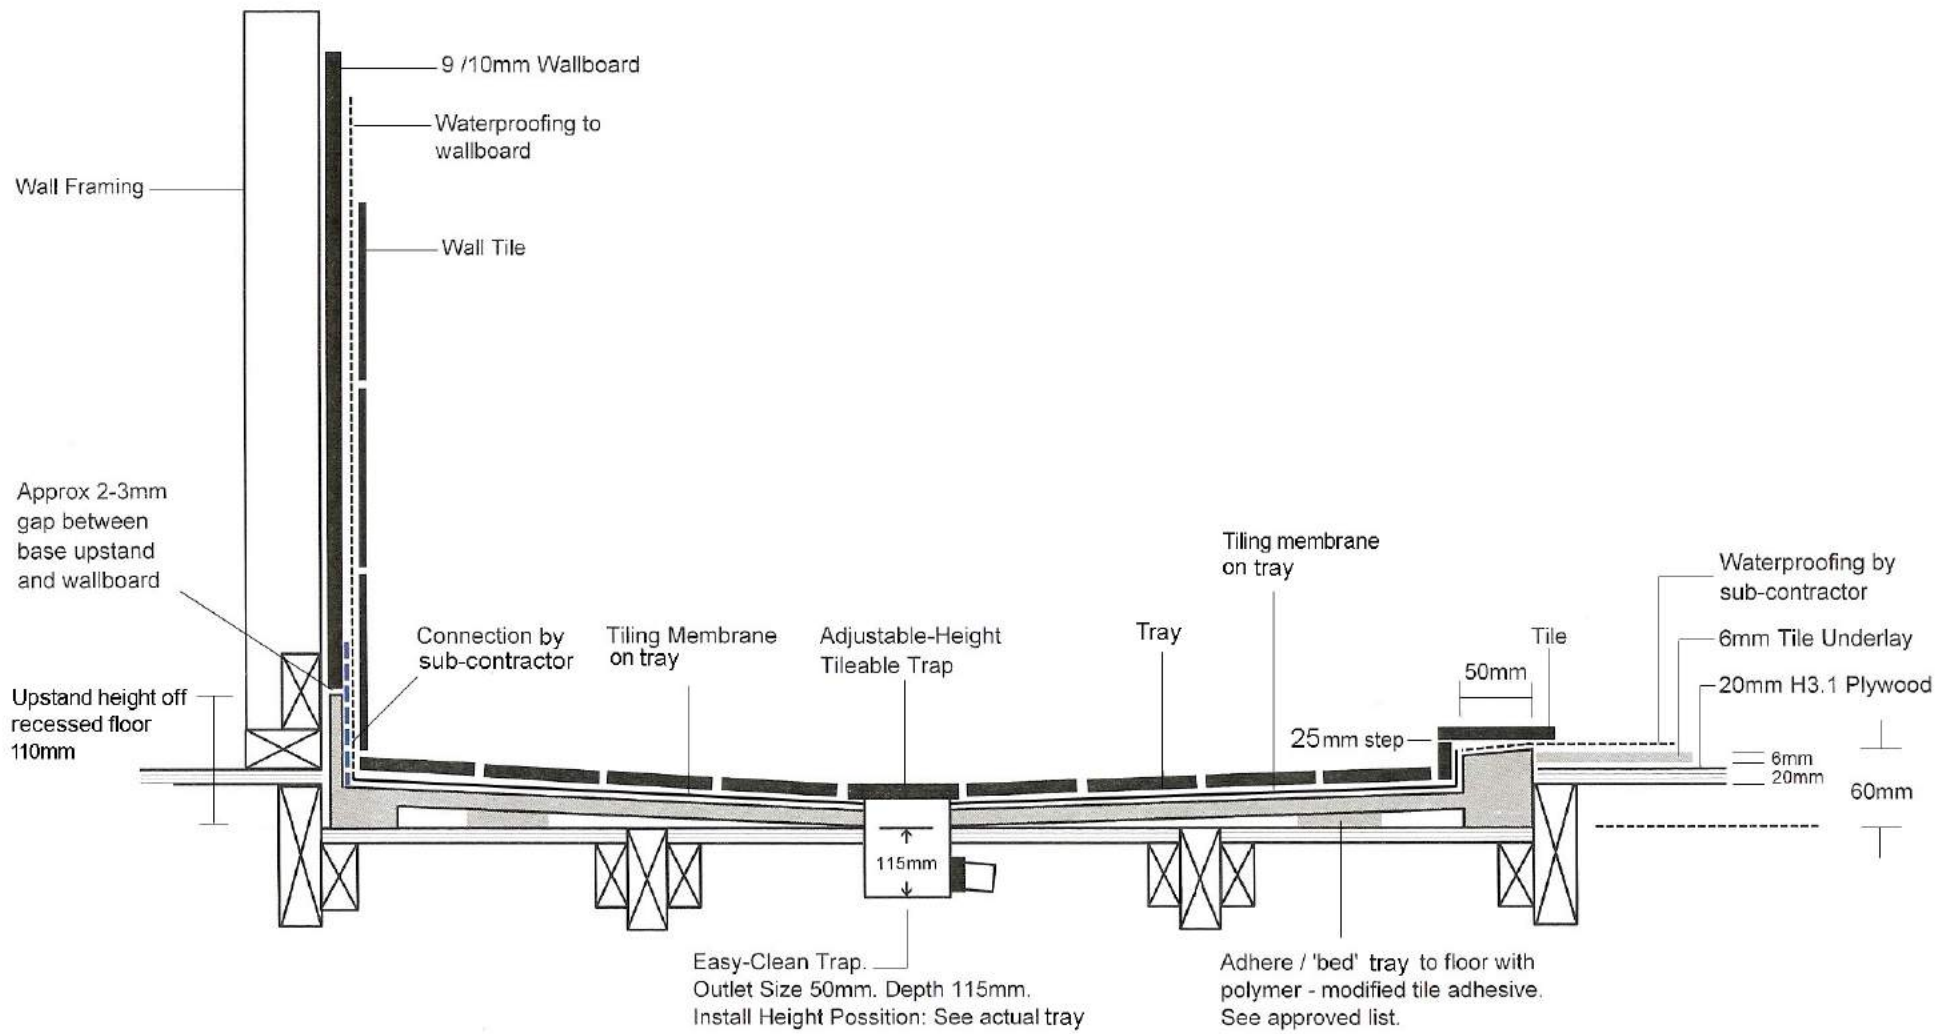 9 /10mm Wallboard
Waterproofing to
wallboard
Wall Framing
Wall Tile
Approx 2-3mm
gap between
base upstand
and wallboard
Upstand height off
recessed floor
110mm
Connection by
sub-contractor
Tiling Membrane
on tray
Adjustable-Height
Tileable Trap
Tray
Tiling membrane
on tray
Tile
50mm
25mm step
Waterproofing by
sub-contractor
6mm Tile Underlay
20mm H3.1 Plywood
6mm
20mm
60mm
115mm
Easy-Clean Trap.
Outlet Size 50mm. Depth 115mm.
Install Height Possition: See actual tray
Adhere / 'bed' tray to floor with
polymer - modified tile adhesive.
See approved list.